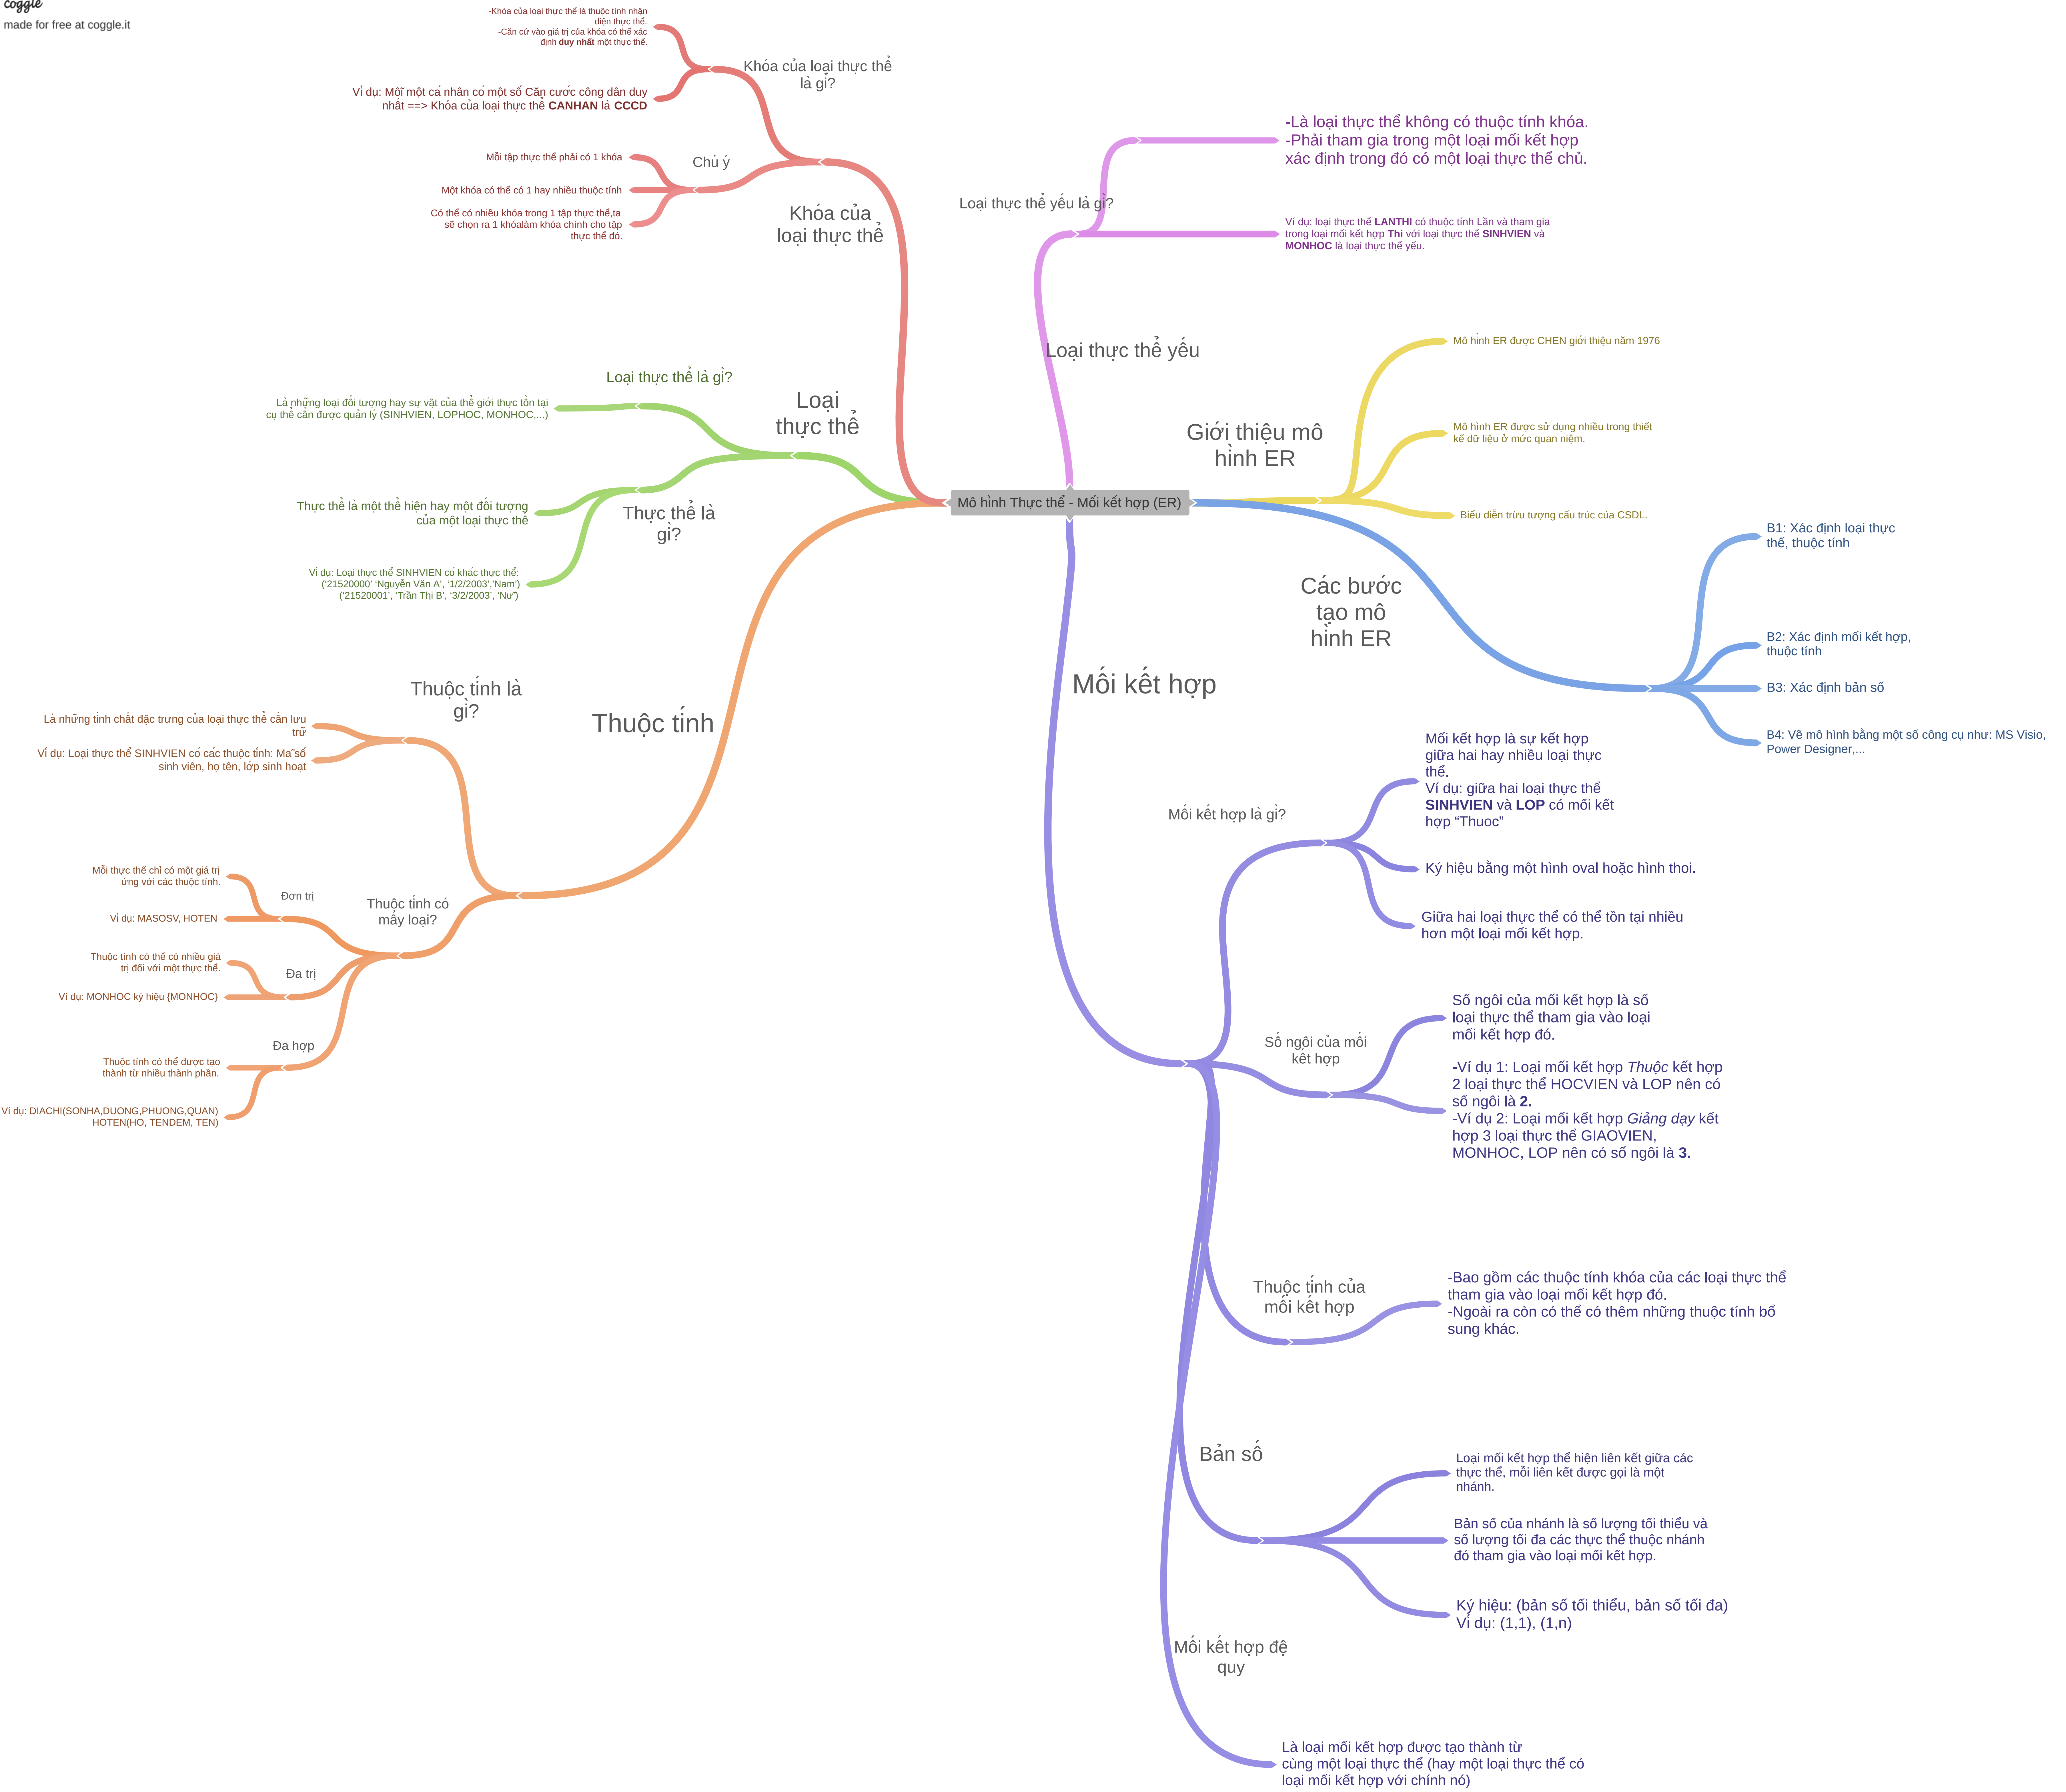 coggle
made for free at coggle.it
Mô hình Thực thể - Mối kết hợp (ER)
Khóa của
loại thực thể
Khóa của loại thực thể
là gì?
-Khóa của loại thực thể là thuộc tính nhận
diện thực thể.
-Căn cứ vào giá trị của khóa có thể xác
định duy nhất một thực thể.
Ví dụ: Mỗi một cá nhân có một số Căn cước công dân duy
nhất ==> Khóa của loại thực thể CANHAN là CCCD
Chú ý
Mỗi tập thực thể phải có 1 khóa
Một khóa có thể có 1 hay nhiều thuộc tính
Có thể có nhiều khóa trong 1 tập thực thể,ta
sẽ chọn ra 1 khóalàm khóa chính cho tập
thực thể đó.
Loại
thực thể
Loại thực thể là gì?
Là những loại đối tượng hay sự vật của thế giới thực tồn tại
cụ thể cần được quản lý (SINHVIEN, LOPHOC, MONHOC,...)
Thực thể là
gì?
Thực thể là một thể hiện hay một đối tượng
của một loại thực thể
Ví dụ: Loại thực thể SINHVIEN có khác thực thể:
(‘21520000’ ‘Nguyễn Văn A’, ‘1/2/2003’,’Nam’)
(‘21520001’, ‘Trần Thị B’, ‘3/2/2003’, ‘Nữ’)
Thuộc tính
Thuộc tính là
gì?
Là những tính chất đặc trưng của loại thực thể cần lưu
trữ
Ví dụ: Loại thực thể SINHVIEN có các thuộc tính: Mã số
sinh viên, họ tên, lớp sinh hoạt
Thuộc tính có
mấy loại?
Đơn trị
Mỗi thực thể chỉ có một giá trị
ứng với các thuộc tính.
Ví dụ: MASOSV, HOTEN
Đa trị
Thuộc tính có thể có nhiều giá
trị đối với một thực thể.
Ví dụ: MONHOC ký hiệu {MONHOC}
Đa hợp
Thuộc tính có thể được tạo
thành từ nhiều thành phần.
Ví dụ: DIACHI(SONHA,DUONG,PHUONG,QUAN)
HOTEN(HO, TENDEM, TEN)
Loại thực thể yếu
Loại thực thể yếu là gì?
-Là loại thực thể không có thuộc tính khóa.
-Phải tham gia trong một loại mối kết hợp
xác định trong đó có một loại thực thể chủ.
Ví dụ: loại thực thể LANTHI có thuộc tính Lần và tham gia
trong loại mối kết hợp Thi với loại thực thể SINHVIEN và
MONHOC là loại thực thể yếu.
Giới thiệu mô
hình ER
Mô hình ER được CHEN giới thiệu năm 1976
Mô hình ER được sử dụng nhiều trong thiết
kế dữ liệu ở mức quan niệm.
Biểu diễn trừu tượng cấu trúc của CSDL.
Các bước
tạo mô
hình ER
B1: Xác định loại thực
thể, thuộc tính
B2: Xác định mối kết hợp,
thuộc tính
B3: Xác định bản số
B4: Vẽ mô hình bằng một số công cụ như: MS Visio,
Power Designer,...
Mối kết hợp
Mối kết hợp là gì?
Mối kết hợp là sự kết hợp
giữa hai hay nhiều loại thực
thể.
Ví dụ: giữa hai loại thực thể
SINHVIEN và LOP có mối kết
hợp “Thuoc”
Ký hiệu bằng một hình oval hoặc hình thoi.
Giữa hai loại thực thể có thể tồn tại nhiều
hơn một loại mối kết hợp.
Số ngôi của mối
kết hợp
Số ngôi của mối kết hợp là số
loại thực thể tham gia vào loại
mối kết hợp đó.
-Ví dụ 1: Loại mối kết hợp Thuộc kết hợp
2 loại thực thể HOCVIEN và LOP nên có
số ngôi là 2.
-Ví dụ 2: Loại mối kết hợp Giảng dạy kết
hợp 3 loại thực thể GIAOVIEN,
MONHOC, LOP nên có số ngôi là 3.
Thuộc tính của
mối kết hợp
-Bao gồm các thuộc tính khóa của các loại thực thể
tham gia vào loại mối kết hợp đó.
-Ngoài ra còn có thể có thêm những thuộc tính bổ
sung khác.
Bản số
Loại mối kết hợp thể hiện liên kết giữa các
thực thể, mỗi liên kết được gọi là một
nhánh.
Bản số của nhánh là số lượng tối thiểu và
số lượng tối đa các thực thể thuộc nhánh
đó tham gia vào loại mối kết hợp.
Ký hiệu: (bản số tối thiểu, bản số tối đa)
Ví dụ: (1,1), (1,n)
Mối kết hợp đệ
quy
Là loại mối kết hợp được tạo thành từ
cùng một loại thực thể (hay một loại thực thể có
loại mối kết hợp với chính nó)